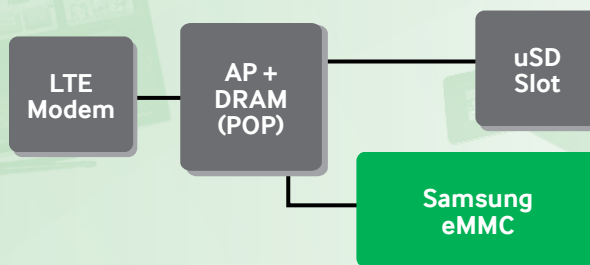 LTE
Modem
AP +
DRAM
(POP)
uSD
Slot
Samsung
eMMC